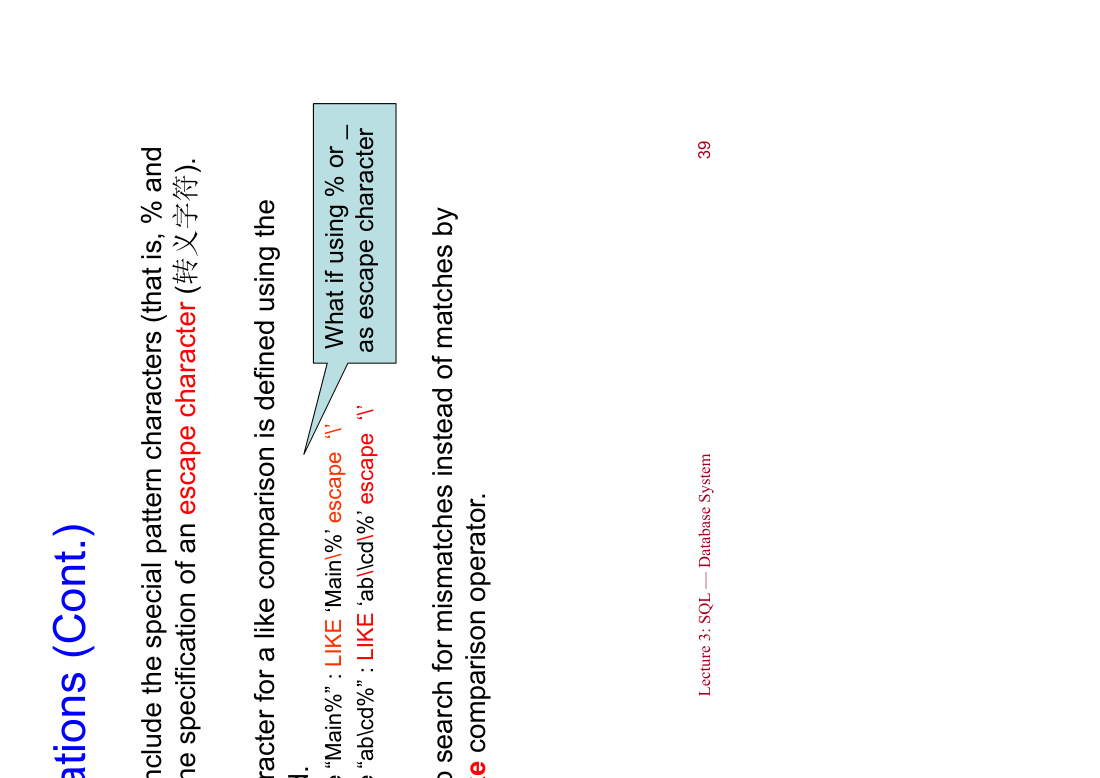 ations (Cont.)
nclude the special pattern characters (that is, % and
he specification of an escape character (转义字符).
racter for a like comparison is defined using the
d.
e “Main%” : LIKE ‘Main\%’ escape ‘\’
e “ab\cd%” : LIKE ‘ab\\cd\%’ escape ‘\’
What if using % or _
as escape character
o search for mismatches instead of matches by
ke comparison operator.
Lecture 3: SQL — Database System
39